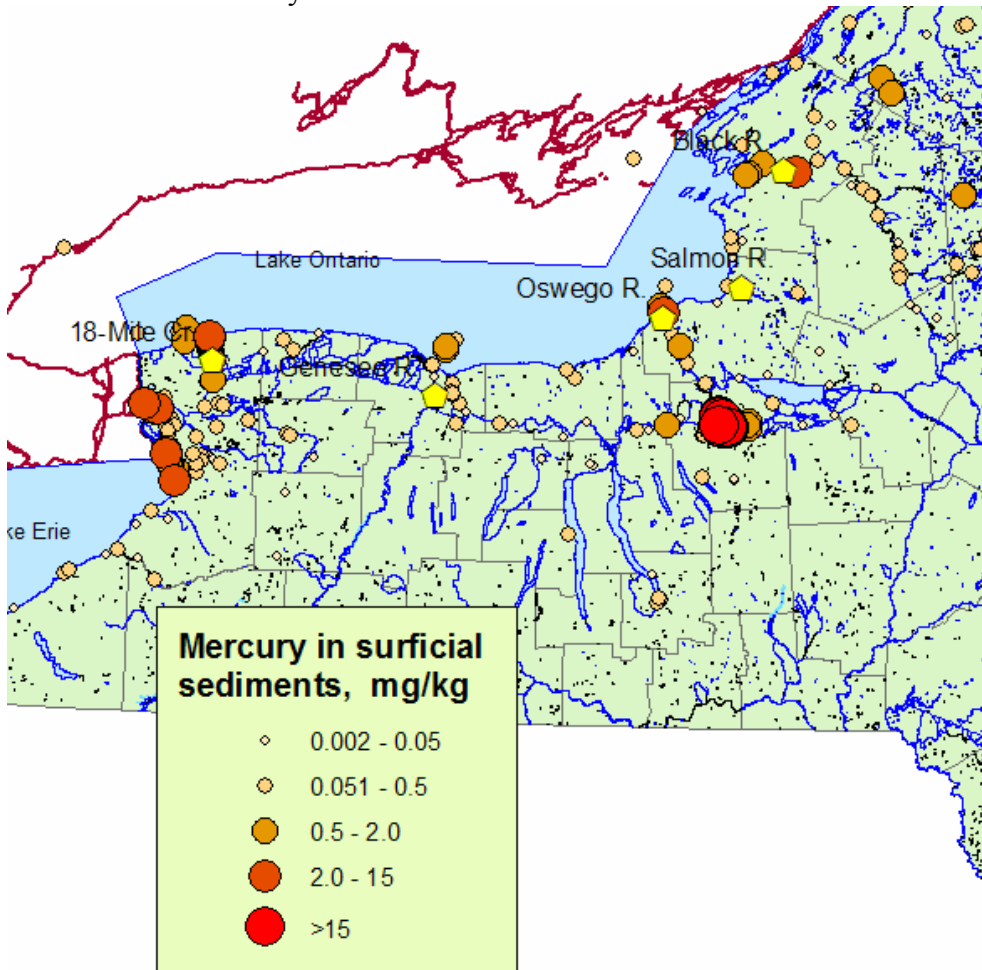 Black R.
Lake Ontario
Salmon R.
Oswego R.
18-Mile Cr.
Genesee R.
ke Erie
Mercury in surficial
sediments, mg/kg
0.002 - 0.05
0.051 - 0.5
0.5 - 2.0
2.0 - 15
>15